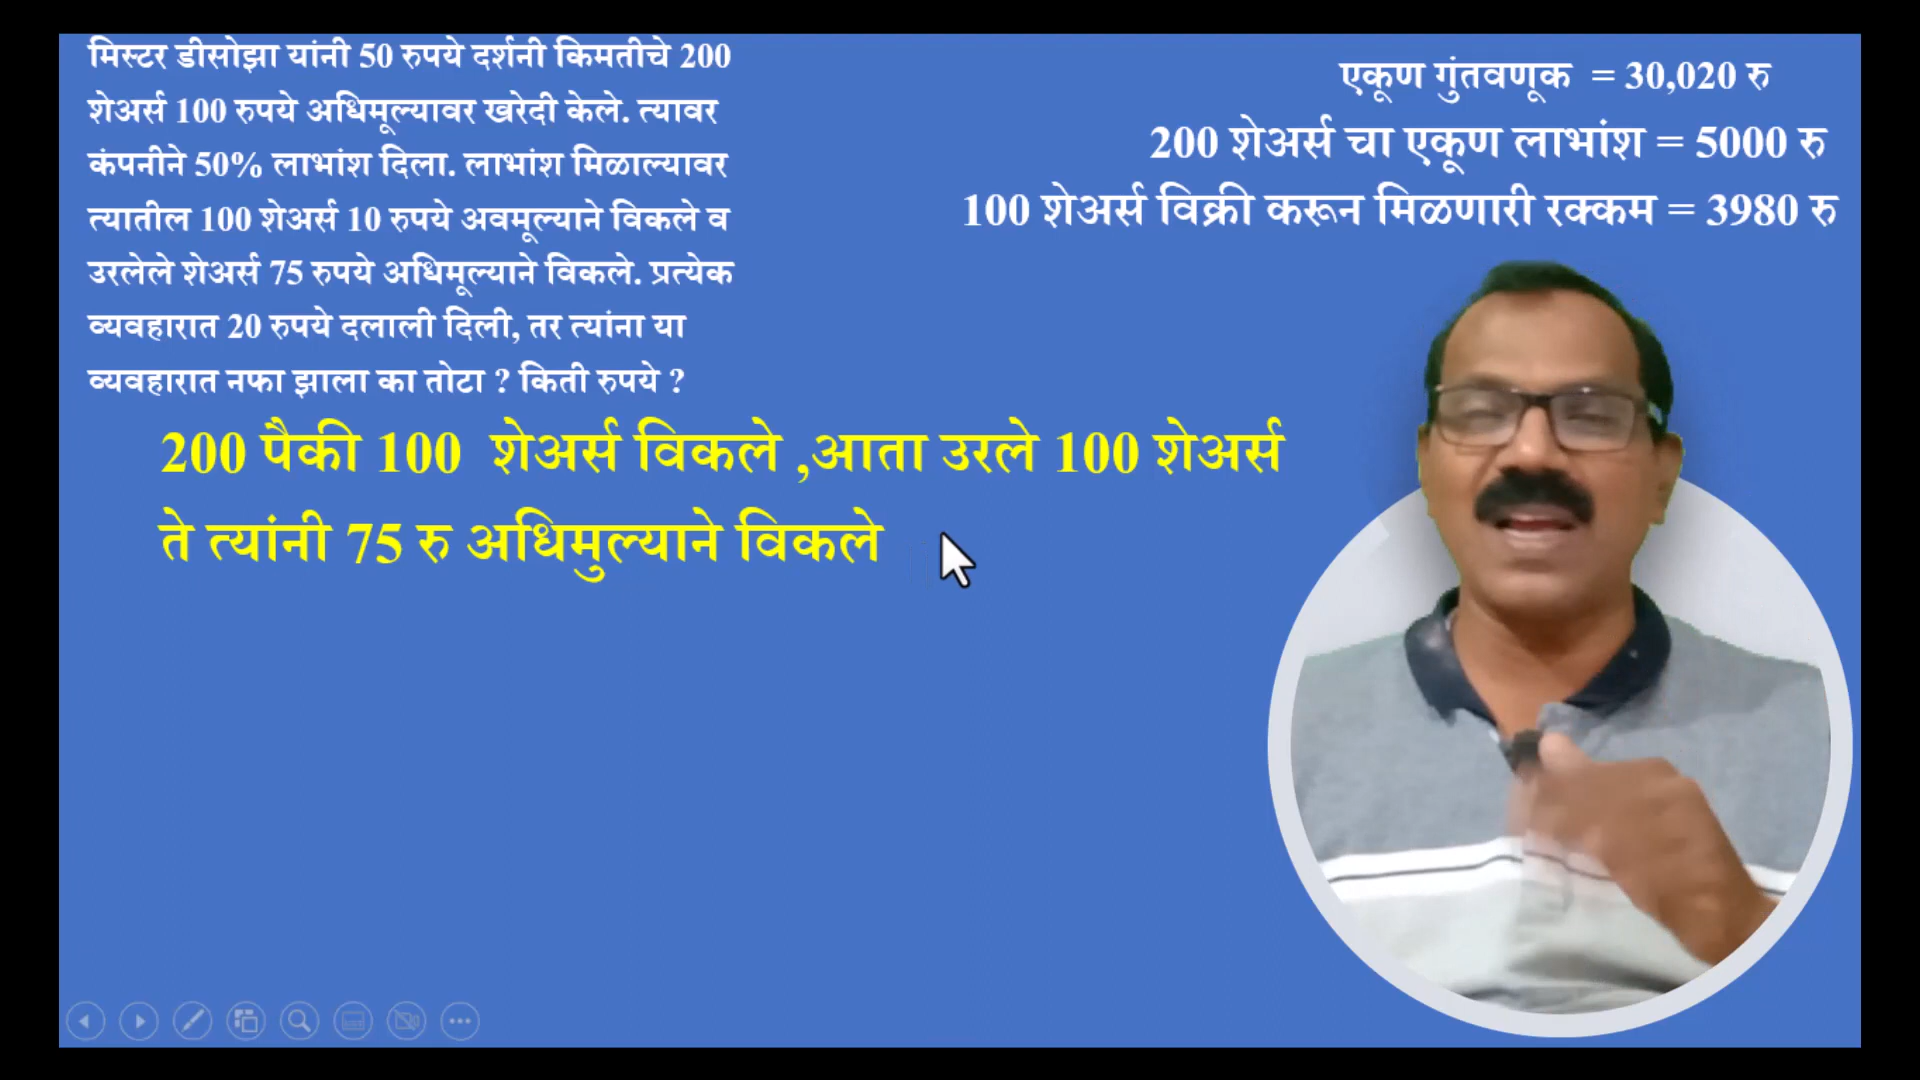 मिस्टर डीसोझा यांनी 50 रुपये दर्शनी किमतीचे 200
शेअर्स 100 रुपये अधिमूल्यावर खरेदी केले. त्यावर
कंपनीने 50% लाभांश दिला. लाभांश मिळाल्यावर
त्यातील 100 शेअर्स 10 रुपये अवमूल्याने विकले व
उरलेले शेअर्स 75 रुपये अधिमूल्याने विकले. प्रत्येक
व्यवहारात 20 रुपये दलाली दिली, तर त्यांना या
व्यवहारात नफा झाला का तोटा ? किती रुपये ?
एकूण गुंतवणूक = 30,020 रु
200 शेअर्स चा एकूण लाभांश = 5000 रु
100 शेअर्स विक्री करून मिळणारी रक्कम = 3980 रु
200 पैकी 100 शेअर्स विकले ,आता उरले 100 शेअर्स
ते त्यांनी 75 रु अधिमुल्याने विकले